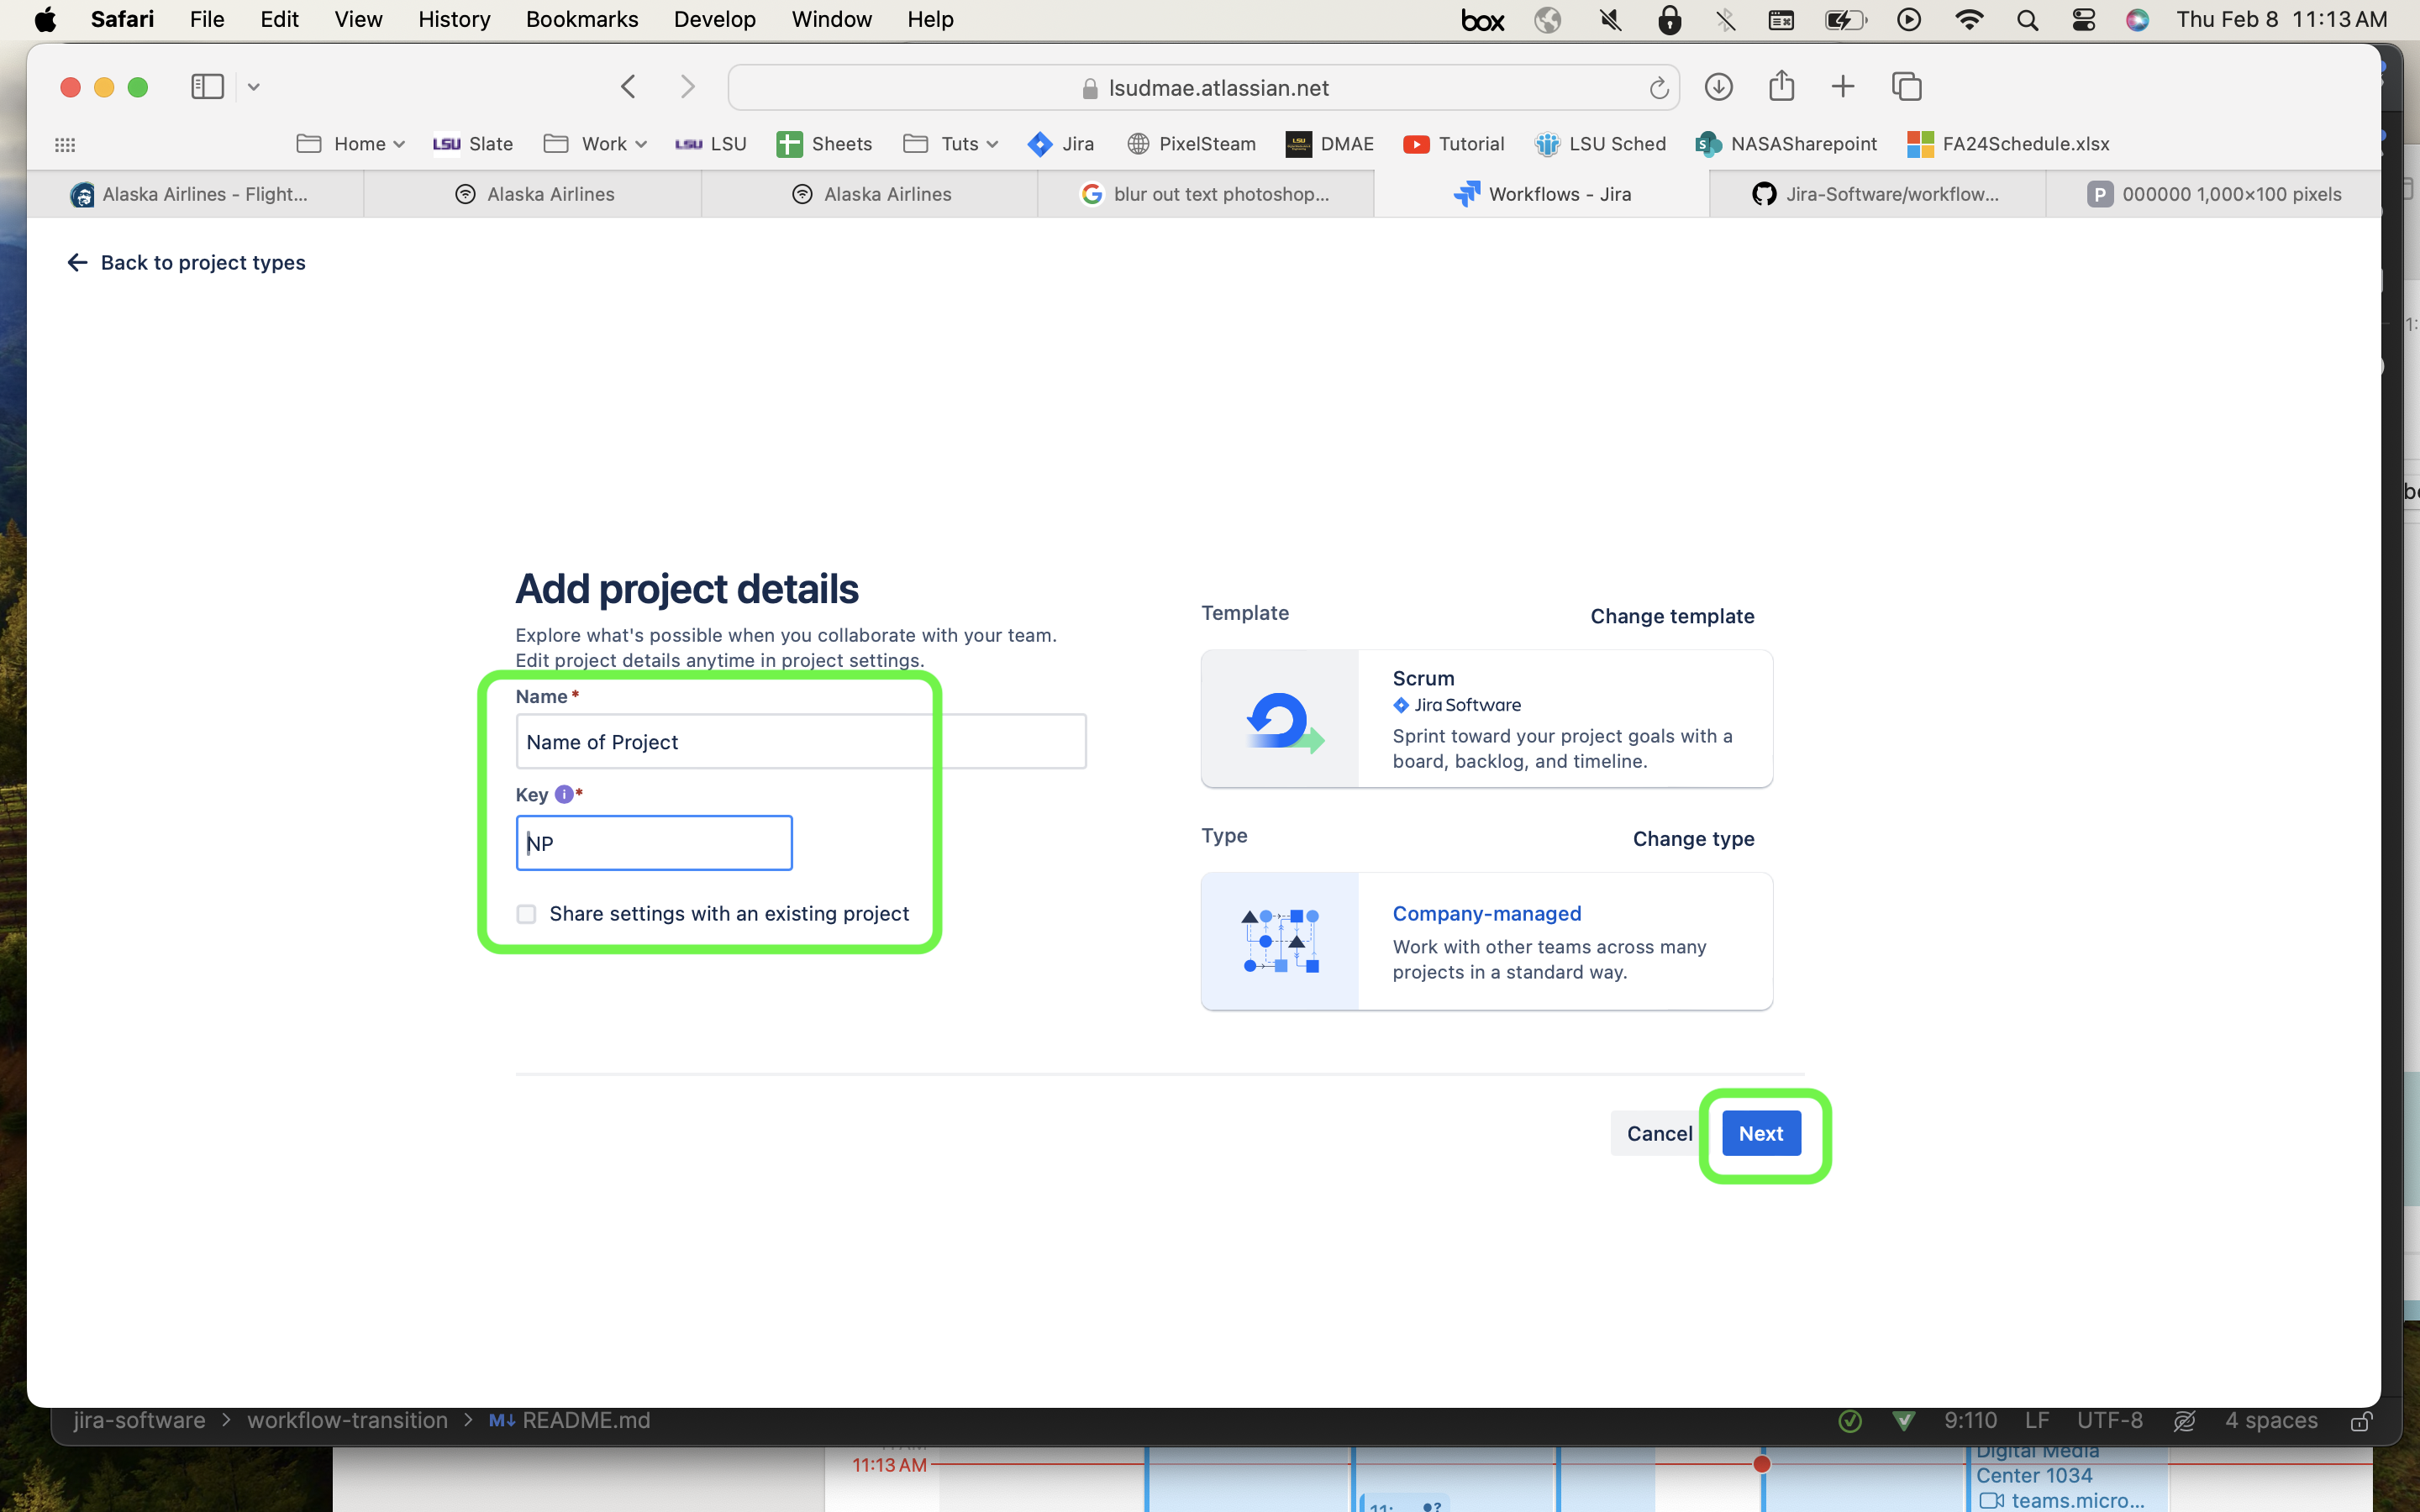 Safari File Edit View History Bookmarks Develop Window Help box Thu Feb 8 11:13 AM
lsudmae.atlassian.net
Home LSU Slate Work LSU LSU Sheets Tuts Jira PixelSteam DMAE Tutorial LSU Sched NASASharepoint FA24Schedule.xlsx
Alaska Airlines - Flight... Alaska Airlines Alaska Airlines blur out text photoshop... Workflows - Jira Jira-Software/workflow... P 000000 1,000×100 pixels
Back to project types
Add project details
Explore what's possible when you collaborate with your team.
Edit project details anytime in project settings.
Name *
Name of Project
Key i *
NP
Share settings with an existing project
Template Change template
Scrum
Jira Software
Sprint toward your project goals with a
board, backlog, and timeline.
Type Change type
Company-managed
Work with other teams across many
projects in a standard way.
Cancel Next
jira-software > workflow-transition > M↓ README.md 9:110 LF UTF-8 4 spaces
11:13 AM
Digital Media
Center 1034
teams.micro...